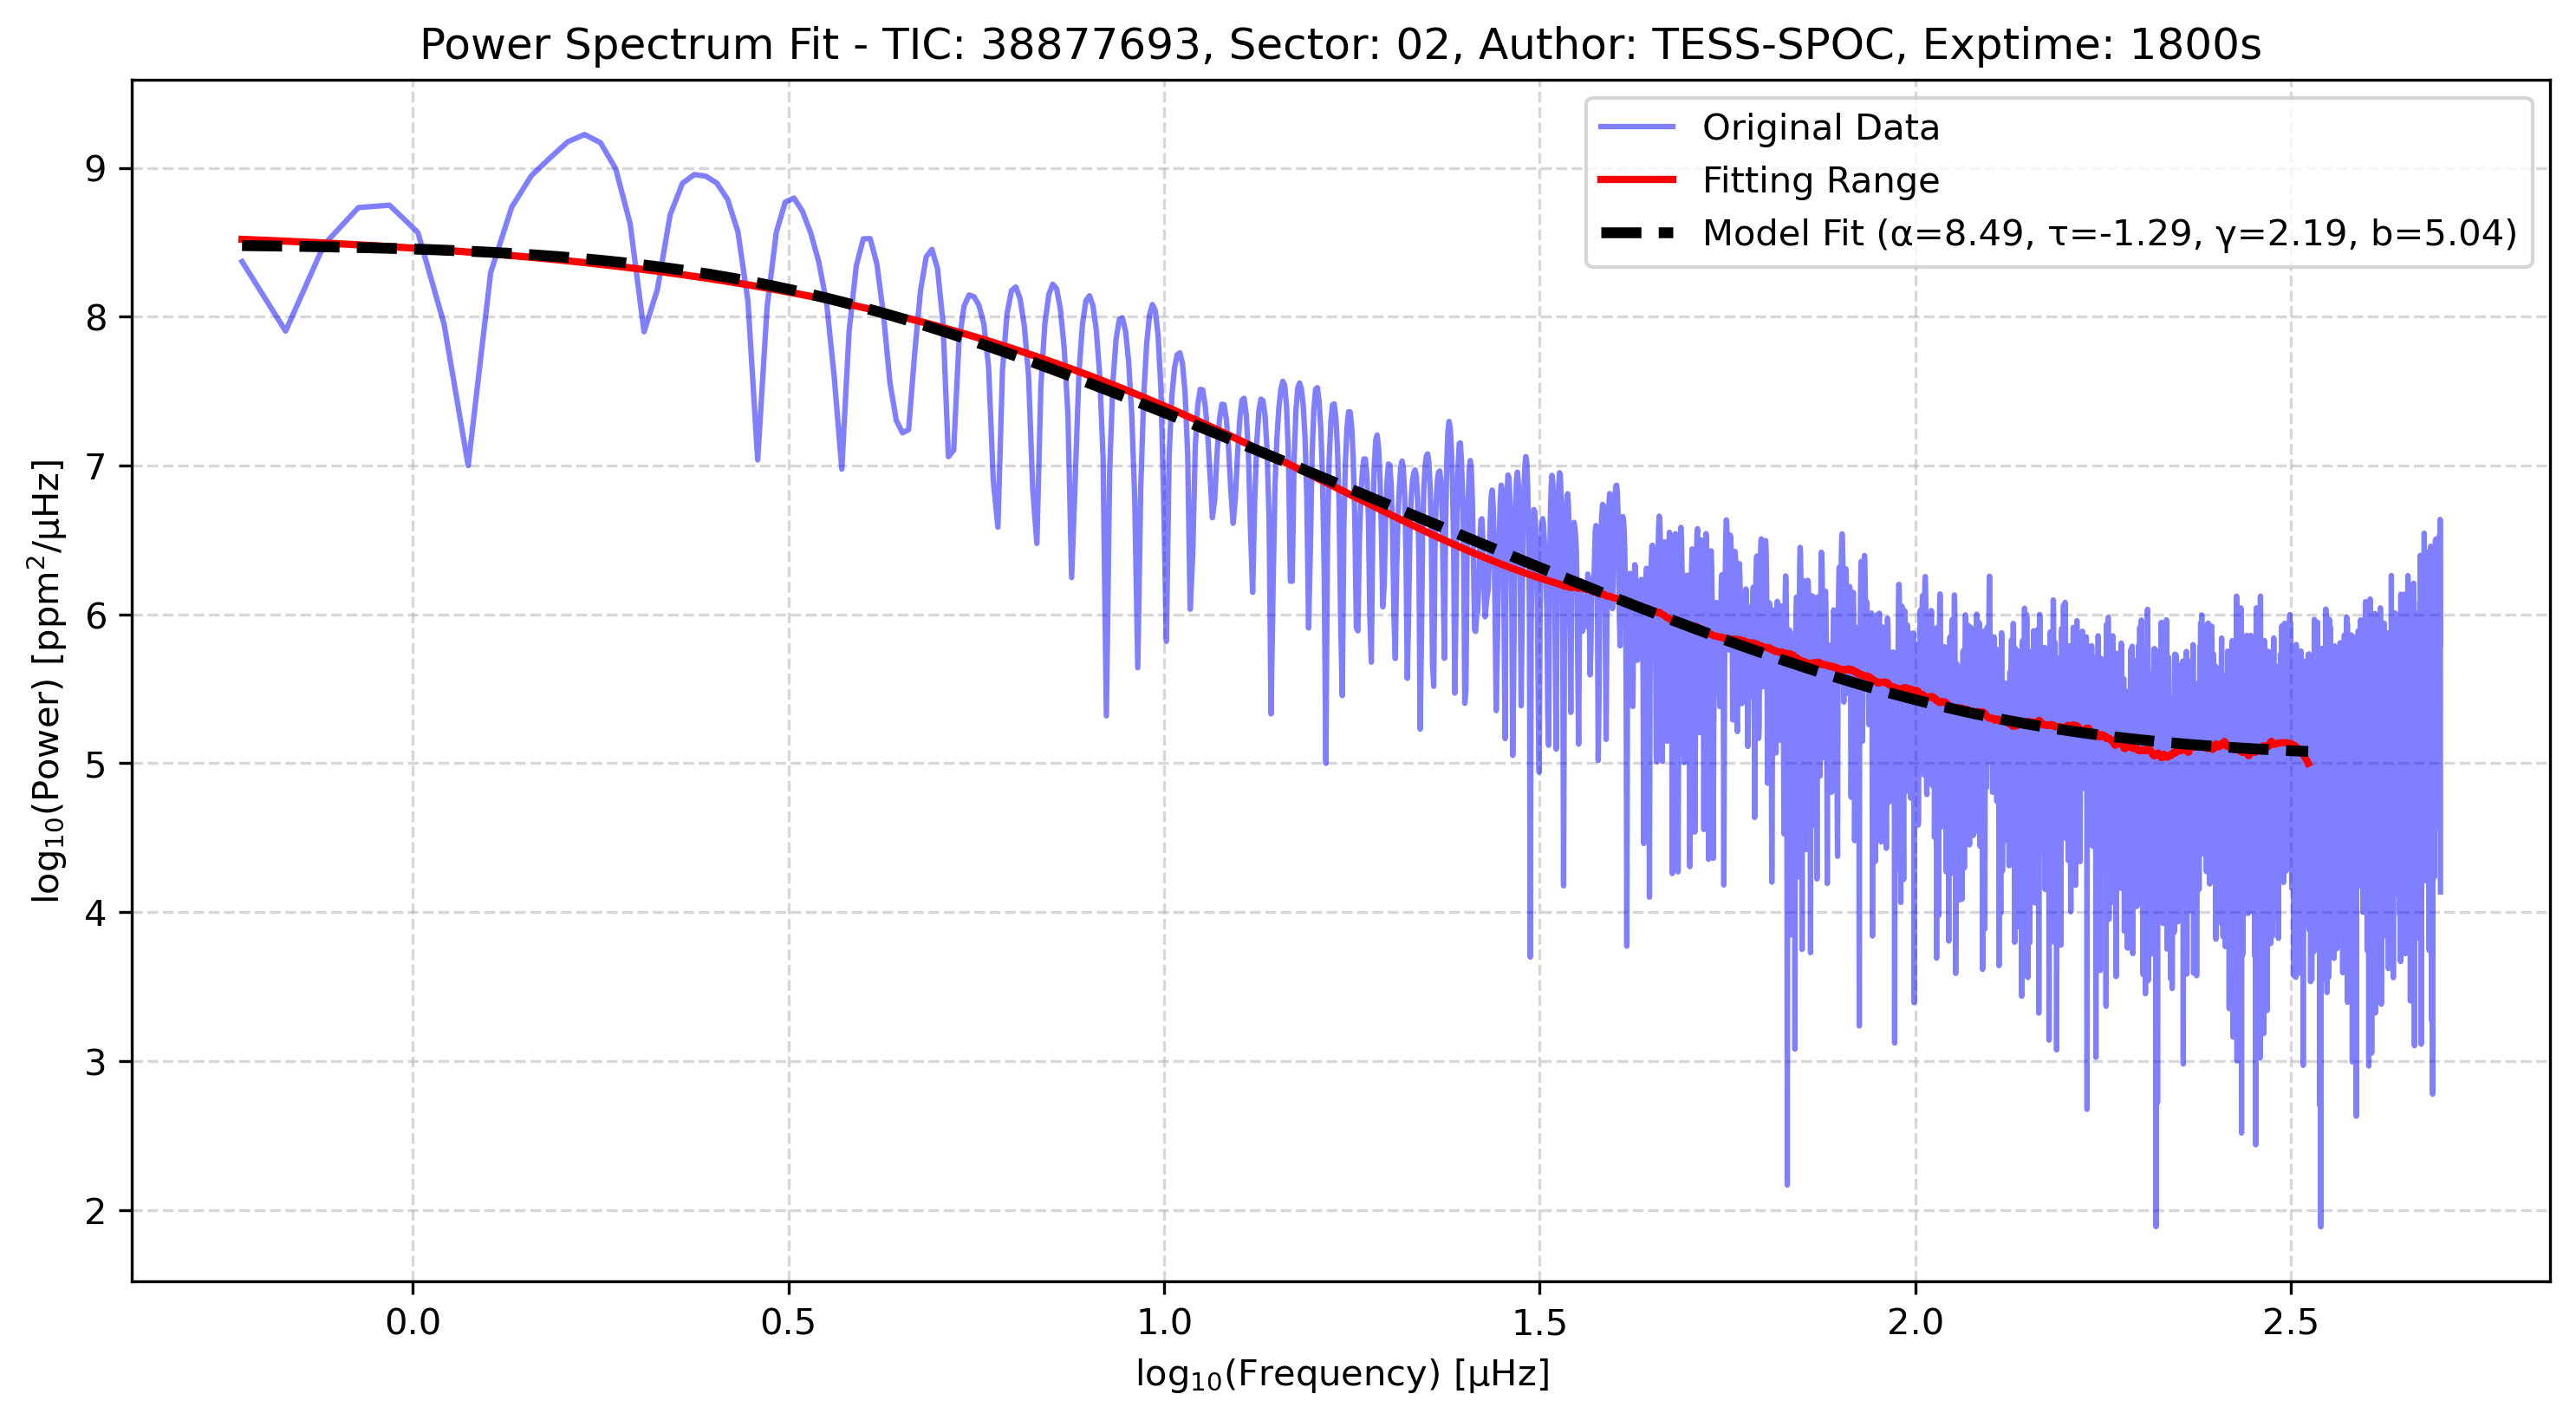 Power Spectrum Fit - TIC: 38877693, Sector: 02, Author: TESS-SPOC, Exptime: 1800s
Original Data
Fitting Range
Model Fit (α=8.49, τ=-1.29, γ=2.19, b=5.04)
log₁₀(Power) [ppm²/μHz]
9
8
7
6
5
4
3
2
0.0 0.5 1.0 1.5 2.0 2.5
log₁₀(Frequency) [μHz]